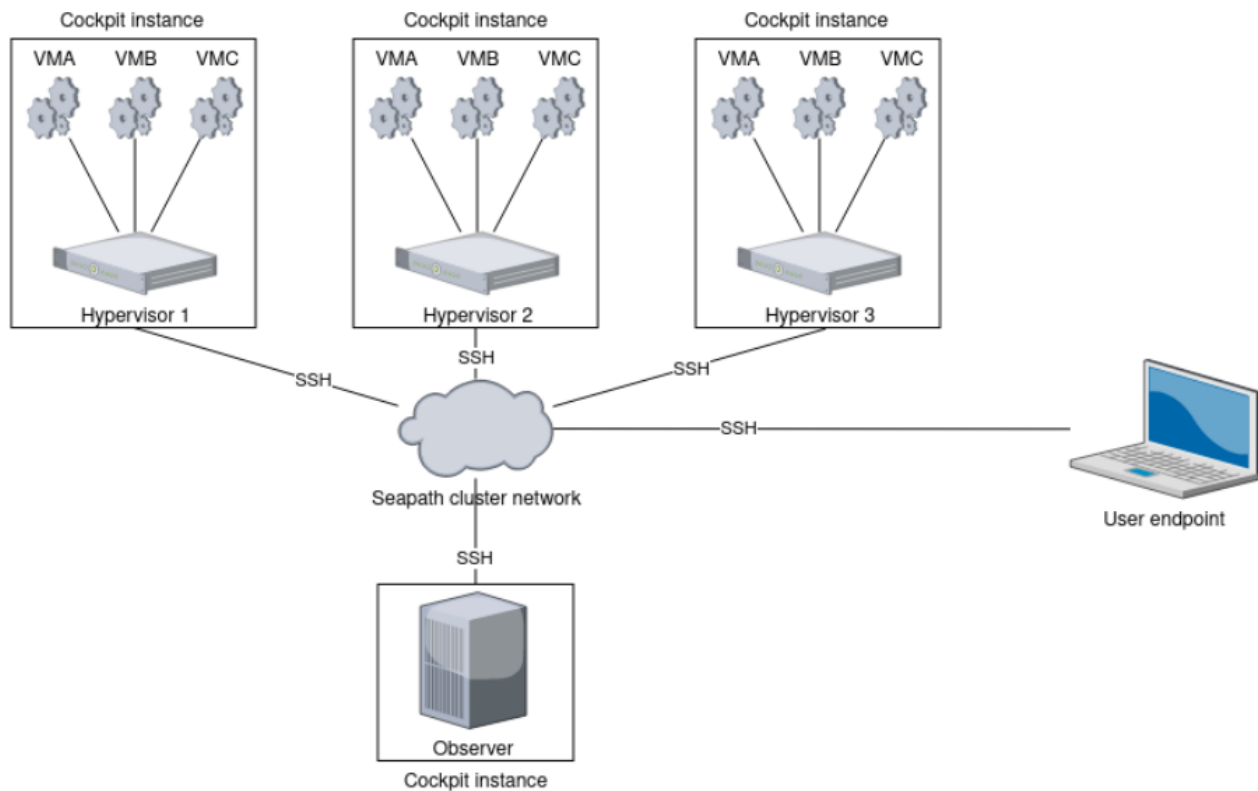 Cockpit instance
Cockpit instance
Cockpit instance
VMA VMB VMC
VMA VMB VMC
VMA VMB VMC
Hypervisor 1
Hypervisor 2
Hypervisor 3
SSH
SSH
SSH
SSH
Seapath cluster network
User endpoint
SSH
Observer
Cockpit instance